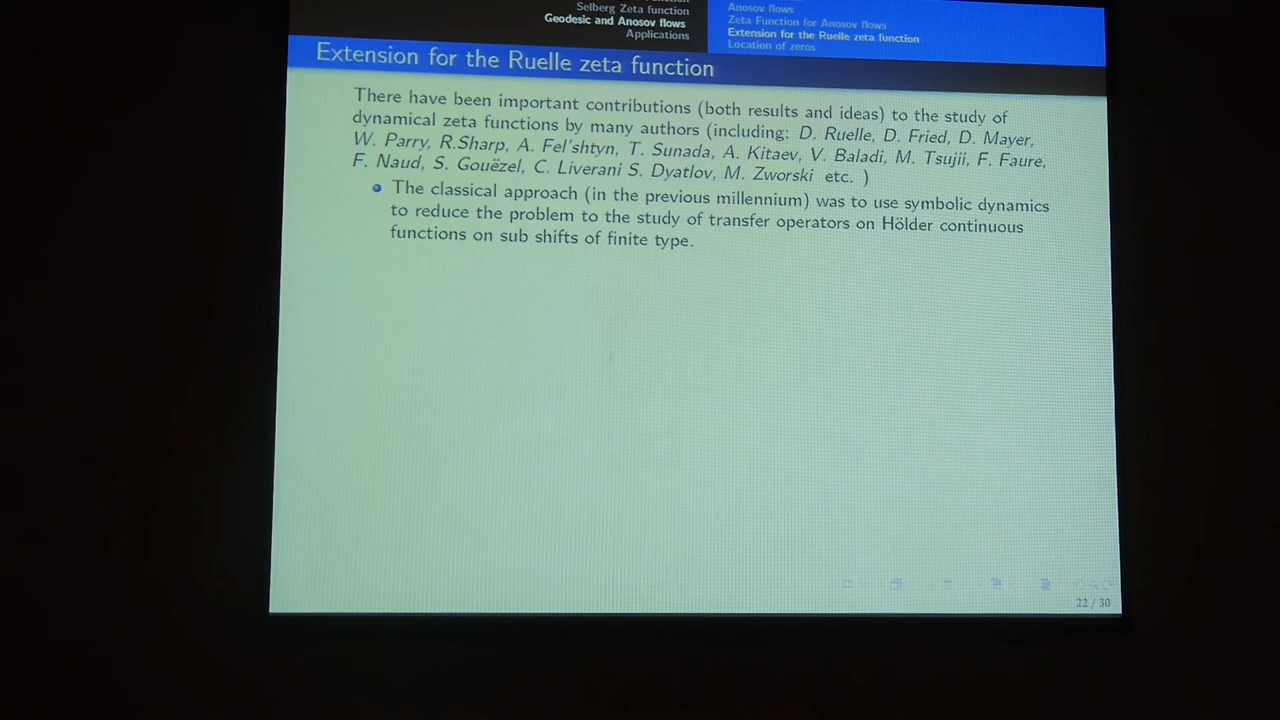 Selberg Zeta function
Geodesic and Anosov flows
Applications
Anosov flows
Zeta Function for Anosov flows
Extension for the Ruelle zeta function
Location of zeros
Extension for the Ruelle zeta function
There have been important contributions (both results and ideas) to the study of
dynamical zeta functions by many authors (including: D. Ruelle, D. Fried, D. Mayer,
W. Parry, R.Sharp, A. Fel'shtyn, T. Sunada, A. Kitaev, V. Baladi, M. Tsujii, F. Faure,
F. Naud, S. Gouëzel, C. Liverani S. Dyatlov, M. Zworski etc. )
The classical approach (in the previous millennium) was to use symbolic dynamics
to reduce the problem to the study of transfer operators on Hölder continuous
functions on sub shifts of finite type.
22 / 30